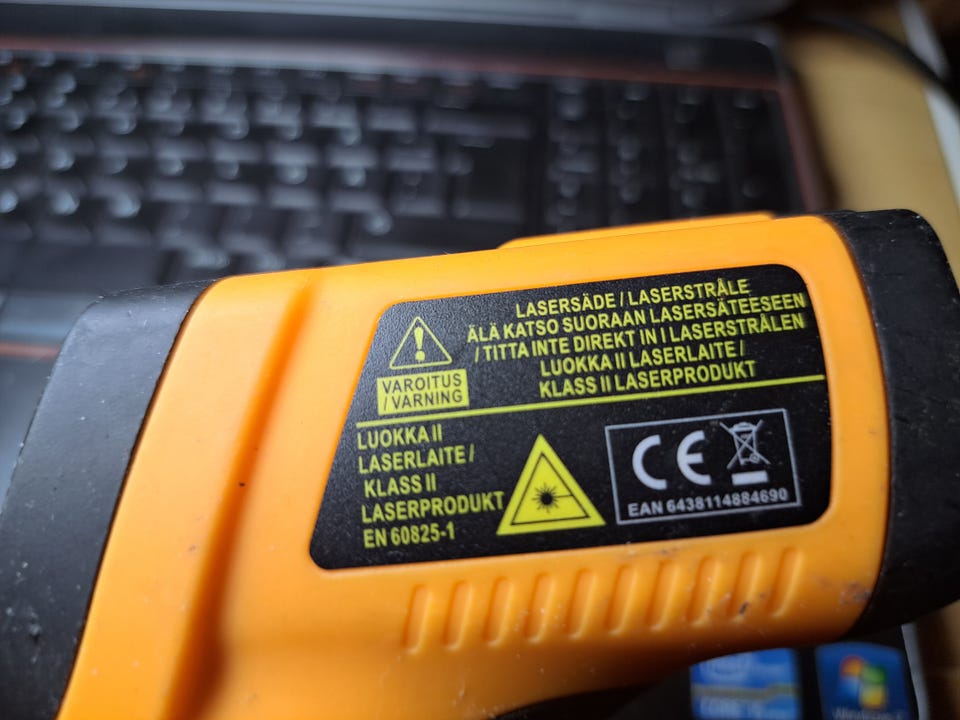 LASERSÄDE / LASERSTRÅLE
ÄLÄ KATSO SUORAAN LASERSÄTEESEEN
/ TITTA INTE DIREKT IN I LASERSTRÅLEN
LUOKKA II LASERLAITE /
KLASS II LASERPRODUKT
VAROITUS
/ VARNING
LUOKKA II
LASERLAITE /
KLASS II
LASERPRODUKT
EN 60825-1
CE
EAN 6438114884690